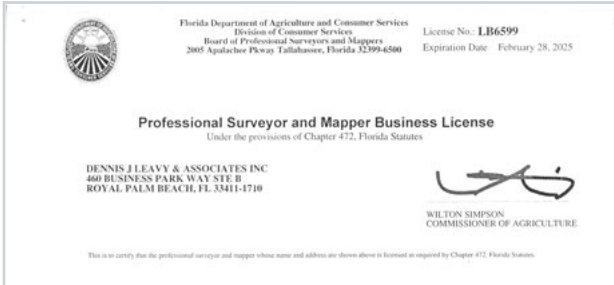 Florida Department of Agriculture and Consumer Services
Division of Consumer Services
Board of Professional Surveyors and Mappers
2005 Apalachee Pkway Tallahassee, Florida 32399-6500
License No.: LB6599
Expiration Date February 28, 2025
Professional Surveyor and Mapper Business License
Under the provisions of Chapter 472, Florida Statutes
DENNIS J LEAVY & ASSOCIATES INC
460 BUSINESS PARK WAY STE B
ROYAL PALM BEACH, FL 33411-1710
WILTON SIMPSON
COMMISSIONER OF AGRICULTURE
This is to certify that the professional surveyor and mapper whose name and address are shown above is licensed as required by Chapter 472, Florida Statutes.